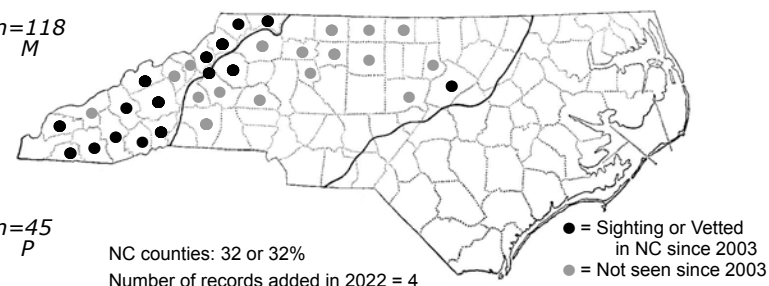 n=118
M
n=45
P
NC counties: 32 or 32%
Number of records added in 2022 = 4
● = Sighting or Vetted
in NC since 2003
● = Not seen since 2003